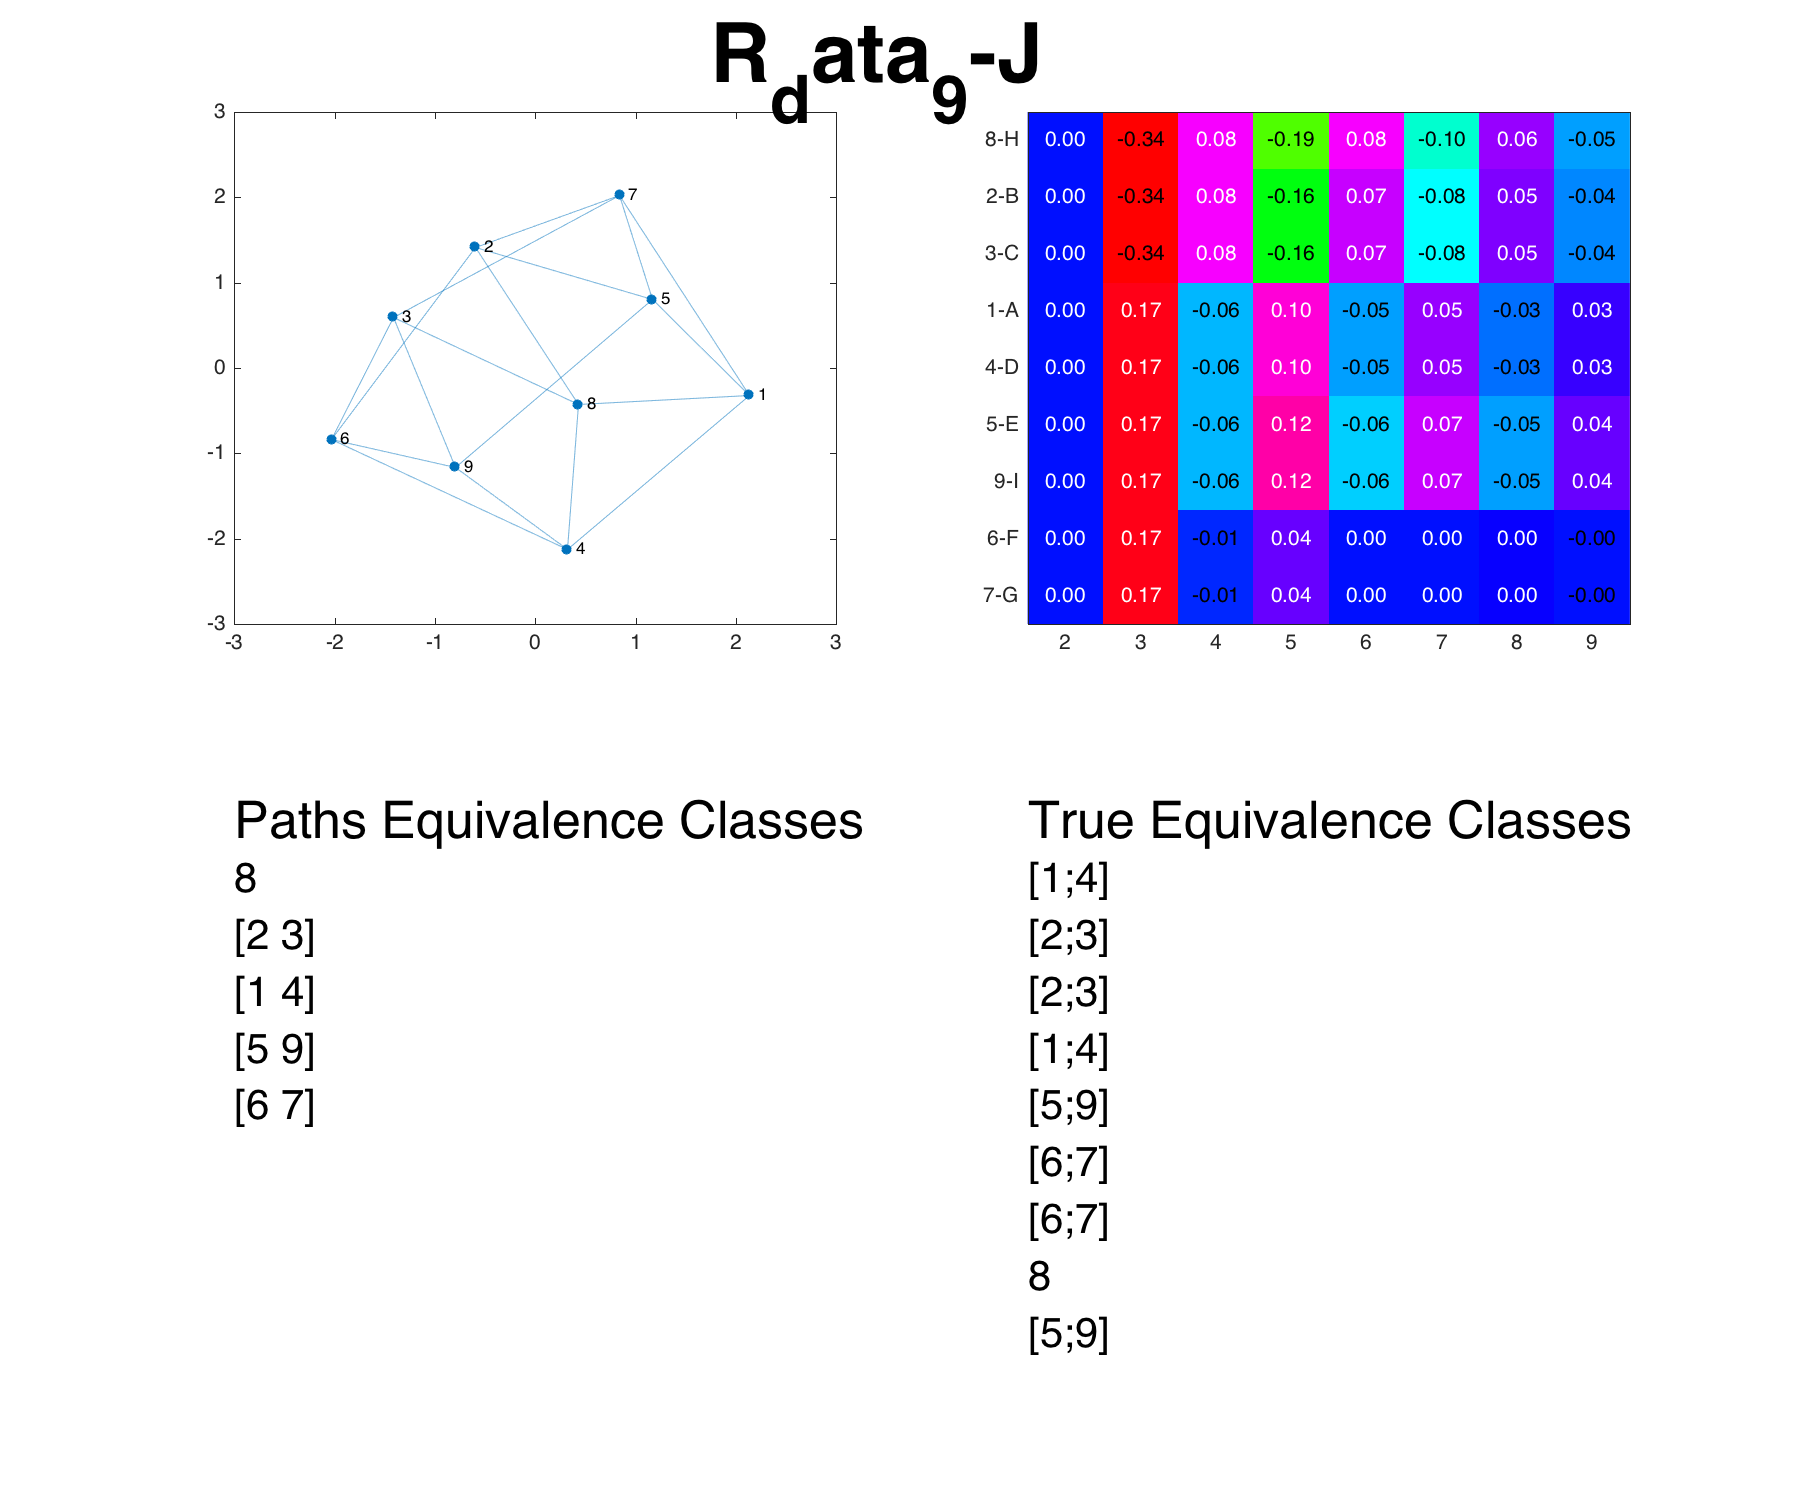 R_data_9-J
3
2
1
0
-1
-2
-3
-3 -2 -1 0 1 2 3
7
2
5
3
1
8
6
9
4
8-H 0.00 -0.34 0.08 -0.19 0.08 -0.10 0.06 -0.05
2-B 0.00 -0.34 0.08 -0.16 0.07 -0.08 0.05 -0.04
3-C 0.00 -0.34 0.08 -0.16 0.07 -0.08 0.05 -0.04
1-A 0.00 0.17 -0.06 0.10 -0.05 0.05 -0.03 0.03
4-D 0.00 0.17 -0.06 0.10 -0.05 0.05 -0.03 0.03
5-E 0.00 0.17 -0.06 0.12 -0.06 0.07 -0.05 0.04
9-I 0.00 0.17 -0.06 0.12 -0.06 0.07 -0.05 0.04
6-F 0.00 0.17 -0.01 0.04 0.00 0.00 0.00 -0.00
7-G 0.00 0.17 -0.01 0.04 0.00 0.00 0.00 -0.00
2 3 4 5 6 7 8 9
Paths Equivalence Classes
8
[2 3]
[1 4]
[5 9]
[6 7]
True Equivalence Classes
[1;4]
[2;3]
[2;3]
[1;4]
[5;9]
[6;7]
[6;7]
8
[5;9]